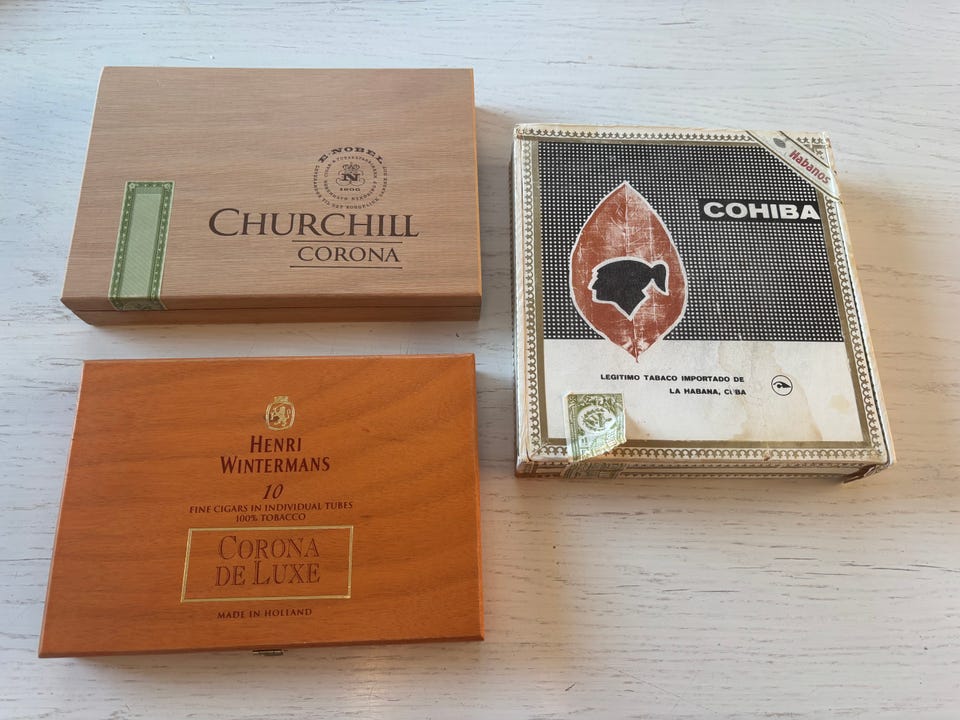 E·NOBEL
N
1806
CHURCHILL
CORONA
Habanos
COHIBA
LEGITIMO TABACO IMPORTADO DE
LA HABANA, CUBA
HENRI
WINTERMANS
10
FINE CIGARS IN INDIVIDUAL TUBES
100% TOBACCO
CORONA
DE LUXE
MADE IN HOLLAND